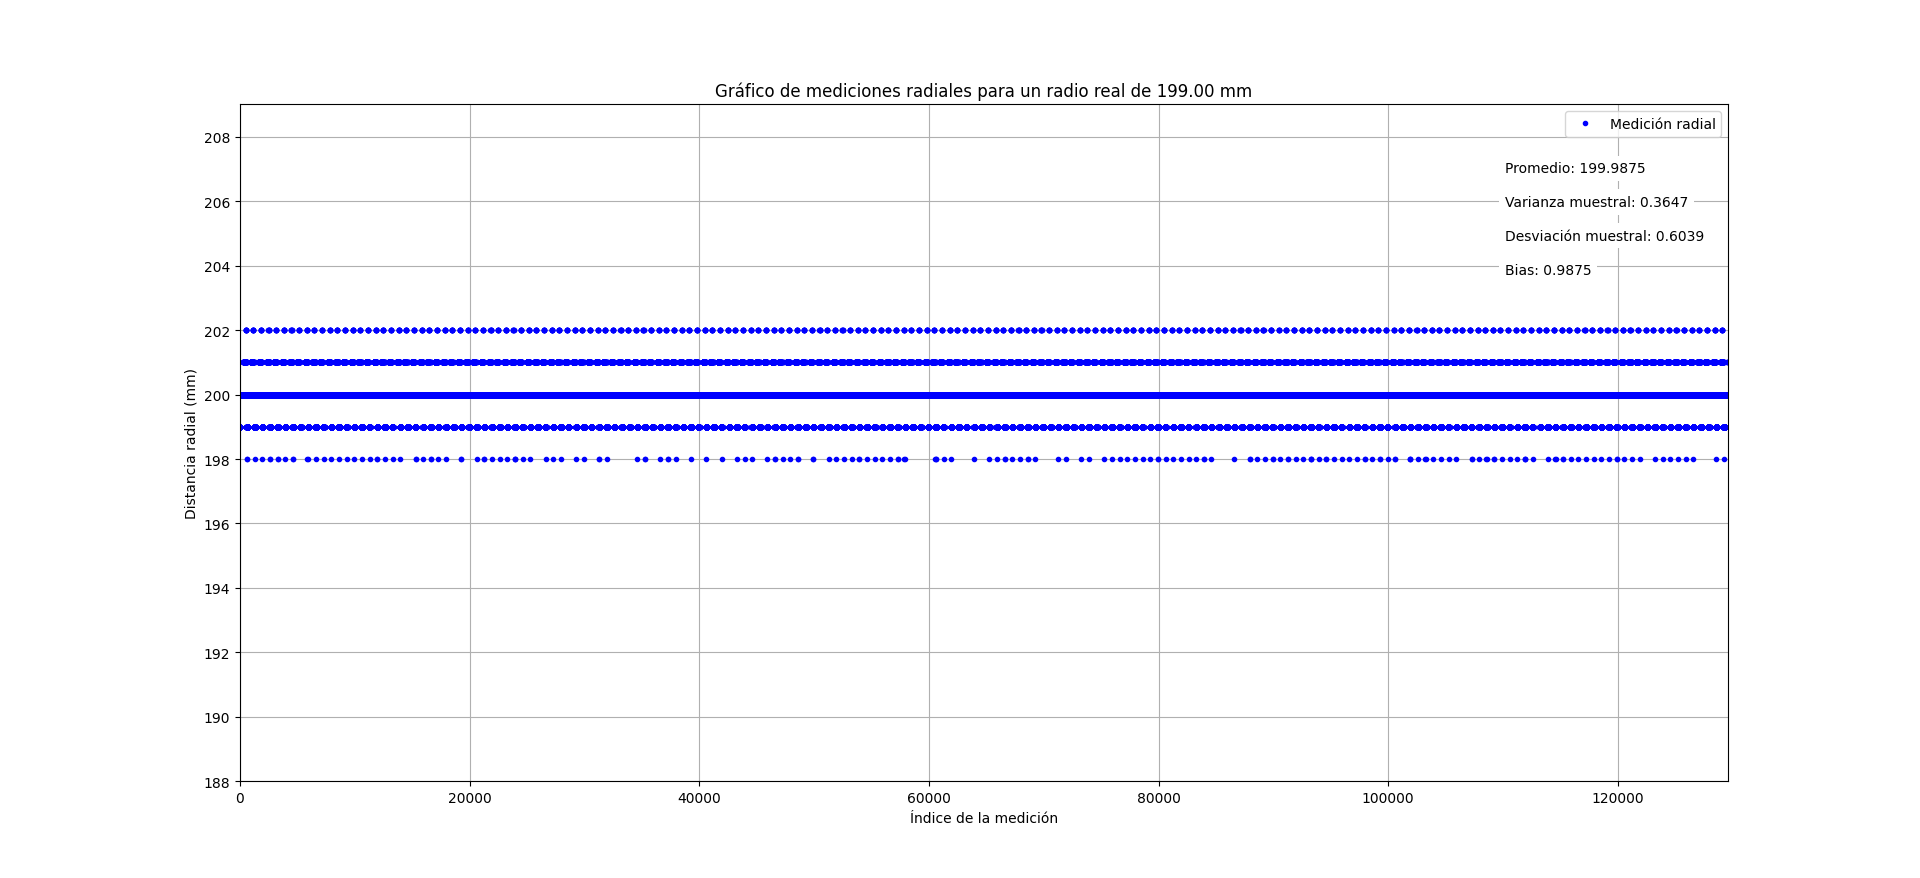 Gráfico de mediciones radiales para un radio real de 199.00 mm
Medición radial
Promedio: 199.9875
Varianza muestral: 0.3647
Desviación muestral: 0.6039
Bias: 0.9875
Distancia radial (mm)
208
206
204
202
200
198
196
194
192
190
188
0 20000 40000 60000 80000 100000 120000
Índice de la medición